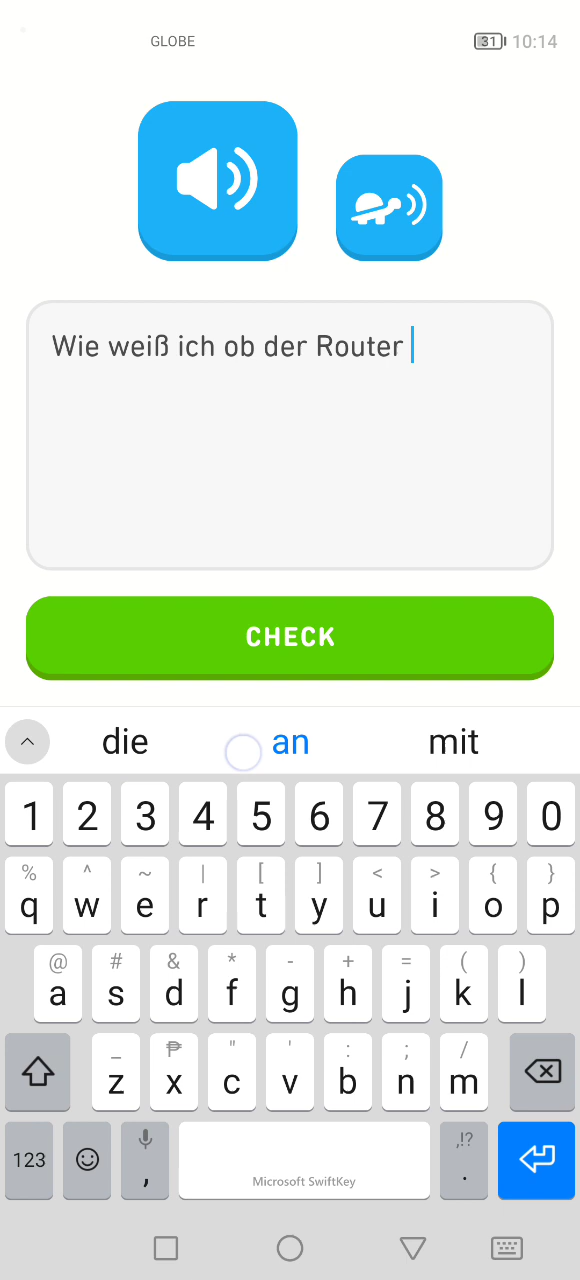 GLOBE 31 10:14
Wie weiß ich ob der Router
CHECK
die an mit
1 2 3 4 5 6 7 8 9 0
% ^ ~ | [ ] < > { }
q w e r t y u i o p
@ # & * - + = ( )
a s d f g h j k l
_ ₱ " ' : ; /
z x c v b n m
,!?
123 , Microsoft SwiftKey .